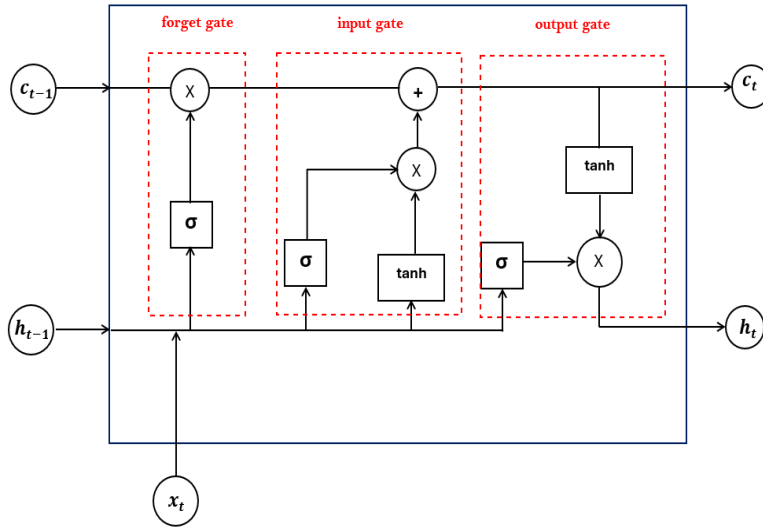 forget gate
input gate
output gate
c_{t-1}
X
+
c_t
tanh
X
σ
σ
tanh
σ
X
h_{t-1}
h_t
x_t